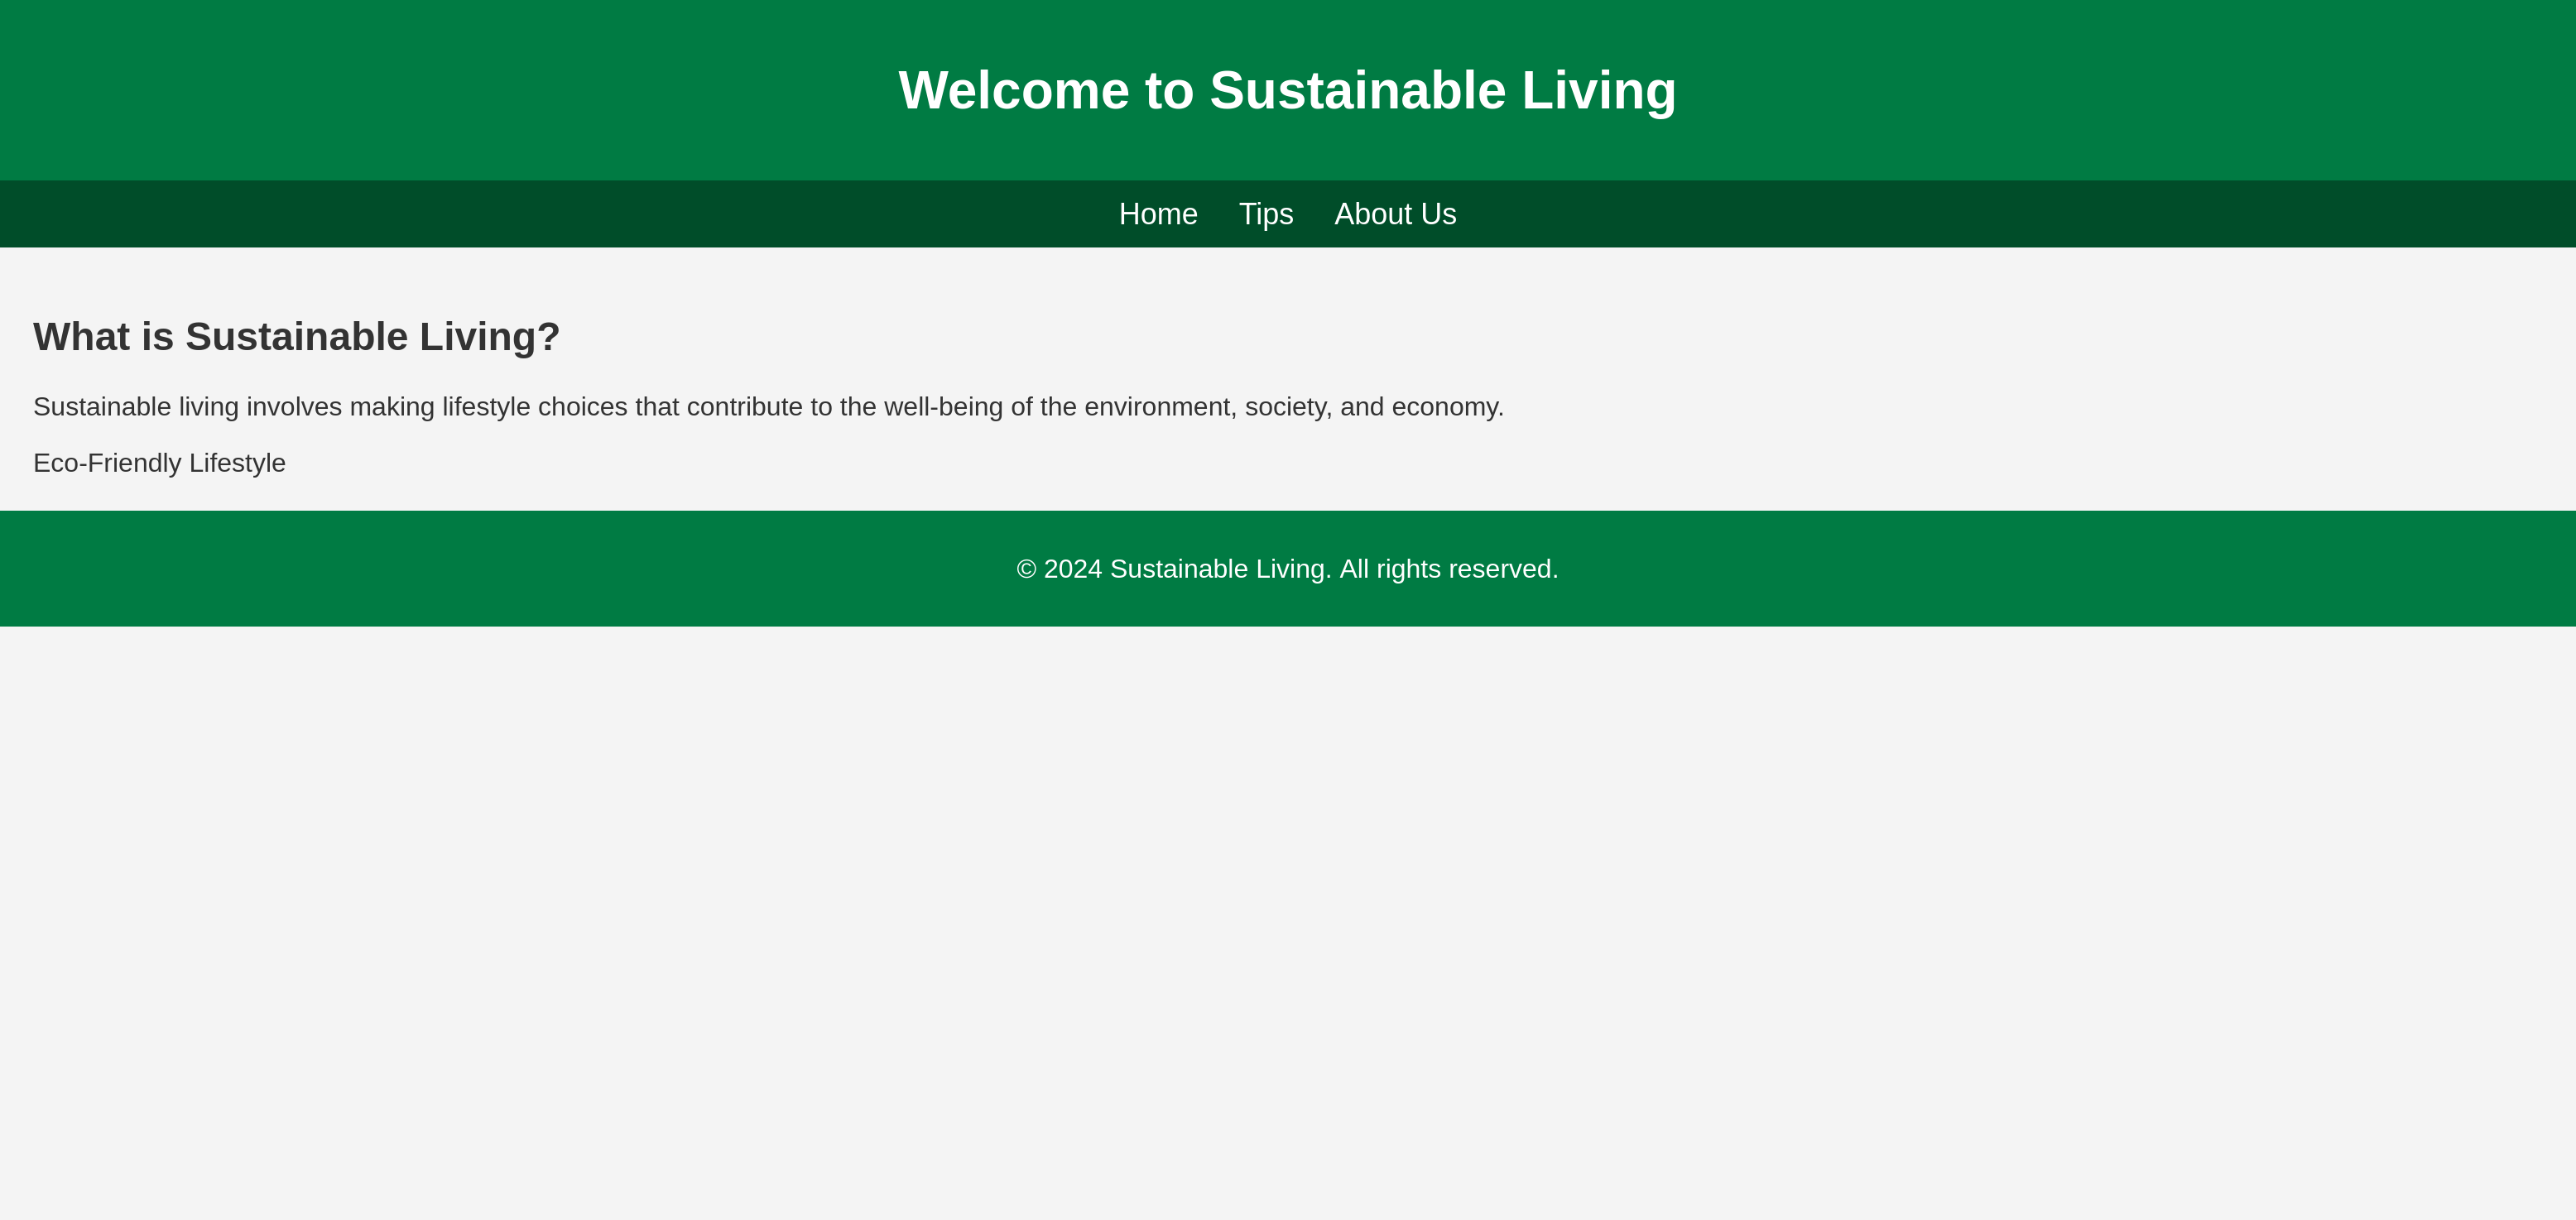 Welcome to Sustainable Living
Home Tips About Us
What is Sustainable Living?
Sustainable living involves making lifestyle choices that contribute to the well-being of the environment, society, and economy.
Eco-Friendly Lifestyle
© 2024 Sustainable Living. All rights reserved.